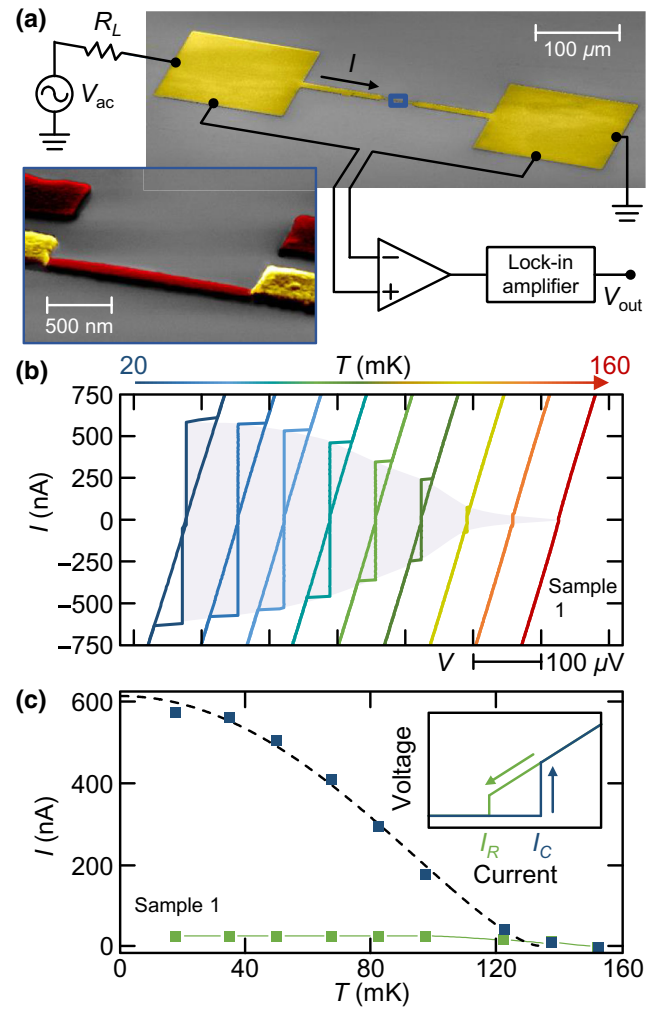 (a)
R_L
V_ac
I
100 μm
500 nm
−
+
Lock-in
amplifier
V_out
(b)
20
T (mK)
160
750
500
250
0
−250
−500
−750
I (nA)
Sample
1
V
100 μV
(c)
600
400
200
0
I (nA)
Voltage
I_R
I_C
Current
Sample 1
0
40
80
120
160
T (mK)